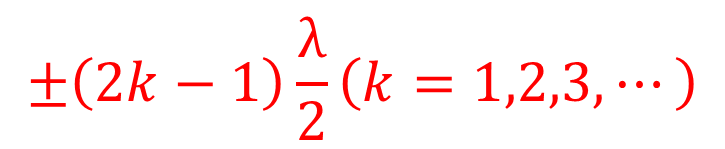 ±(2k − 1) λ/2 (k = 1,2,3, ⋯ )